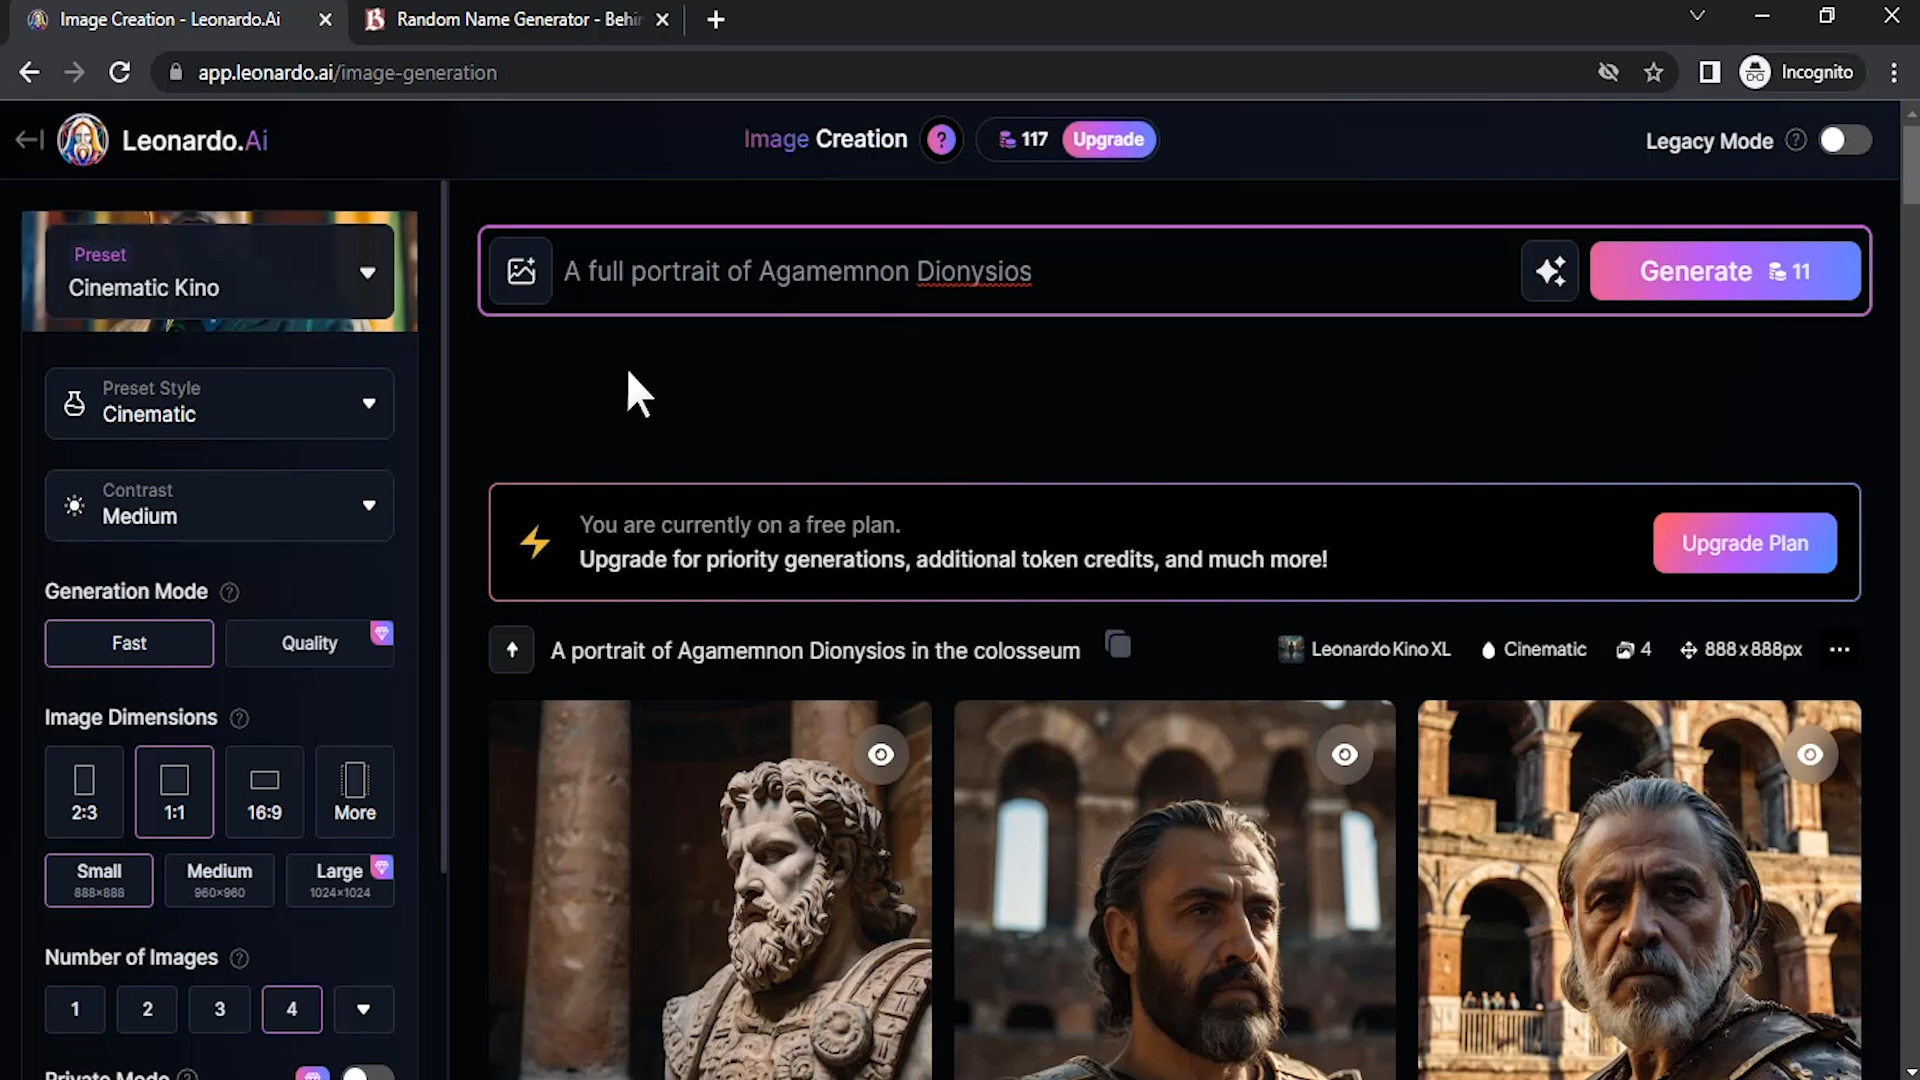 Image Creation - Leonardo.Ai
Random Name Generator - Behi
app.leonardo.ai/image-generation
Incognito
Leonardo.Ai
Image Creation ? 117 Upgrade
Legacy Mode ?
Preset
Cinematic Kino
A full portrait of Agamemnon Dionysios
Generate 11
Preset Style
Cinematic
Contrast
Medium
You are currently on a free plan.
Upgrade for priority generations, additional token credits, and much more!
Upgrade Plan
Generation Mode ?
Fast
Quality
A portrait of Agamemnon Dionysios in the colosseum
Leonardo Kino XL
Cinematic
4
888x888px
Image Dimensions ?
2:3
1:1
16:9
More
Small
888×888
Medium
960×960
Large
1024×1024
Number of Images ?
1
2
3
4
Private Mode ?